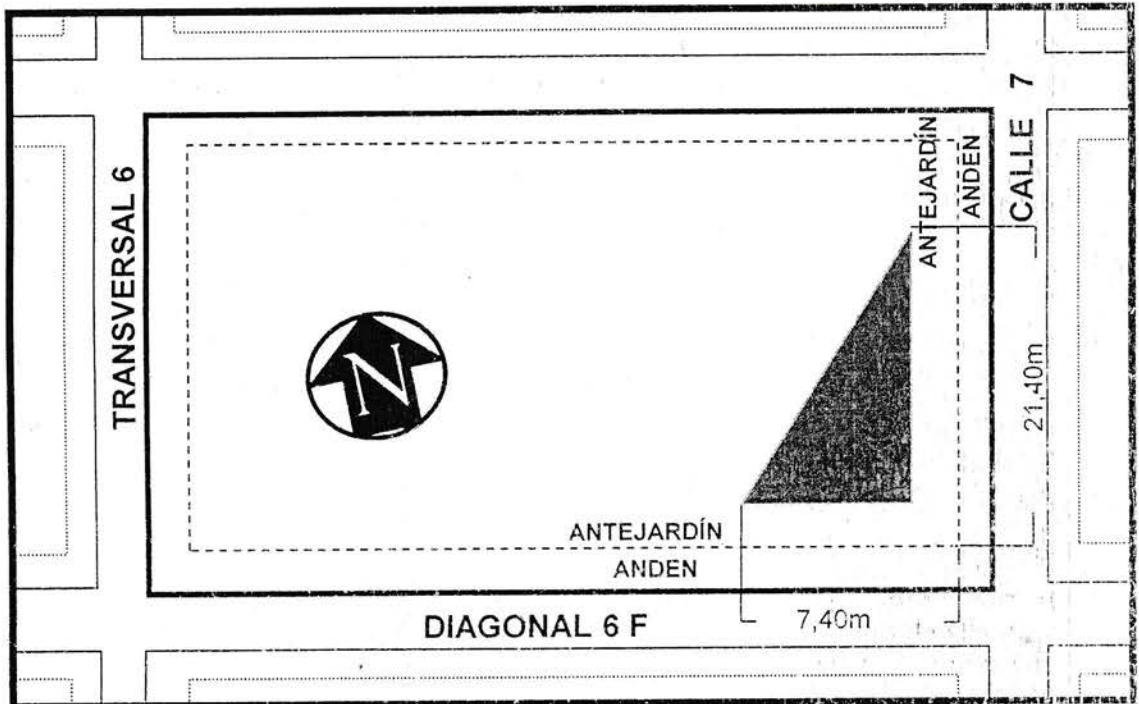 CALLE 7
ANTEJARDÍN
ANDEN
TRANSVERSAL 6
N
21,40m
ANTEJARDÍN
ANDEN
7,40m
DIAGONAL 6 F